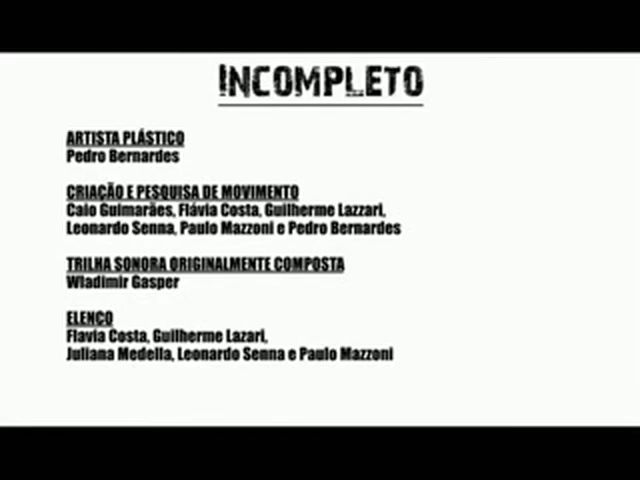 INCOMPLETO
ARTISTA PLÁSTICO
Pedro Bernardes
CRIAÇÃO E PESQUISA DE MOVIMENTO
Caio Guimarães, Flávia Costa, Guilherme Lazzari,
Leonardo Senna, Paulo Mazzoni e Pedro Bernardes
TRILHA SONORA ORIGINALMENTE COMPOSTA
Wladimir Gasper
ELENCO
Flavia Costa, Guilherme Lazari,
Juliana Medella, Leonardo Senna e Paulo Mazzoni